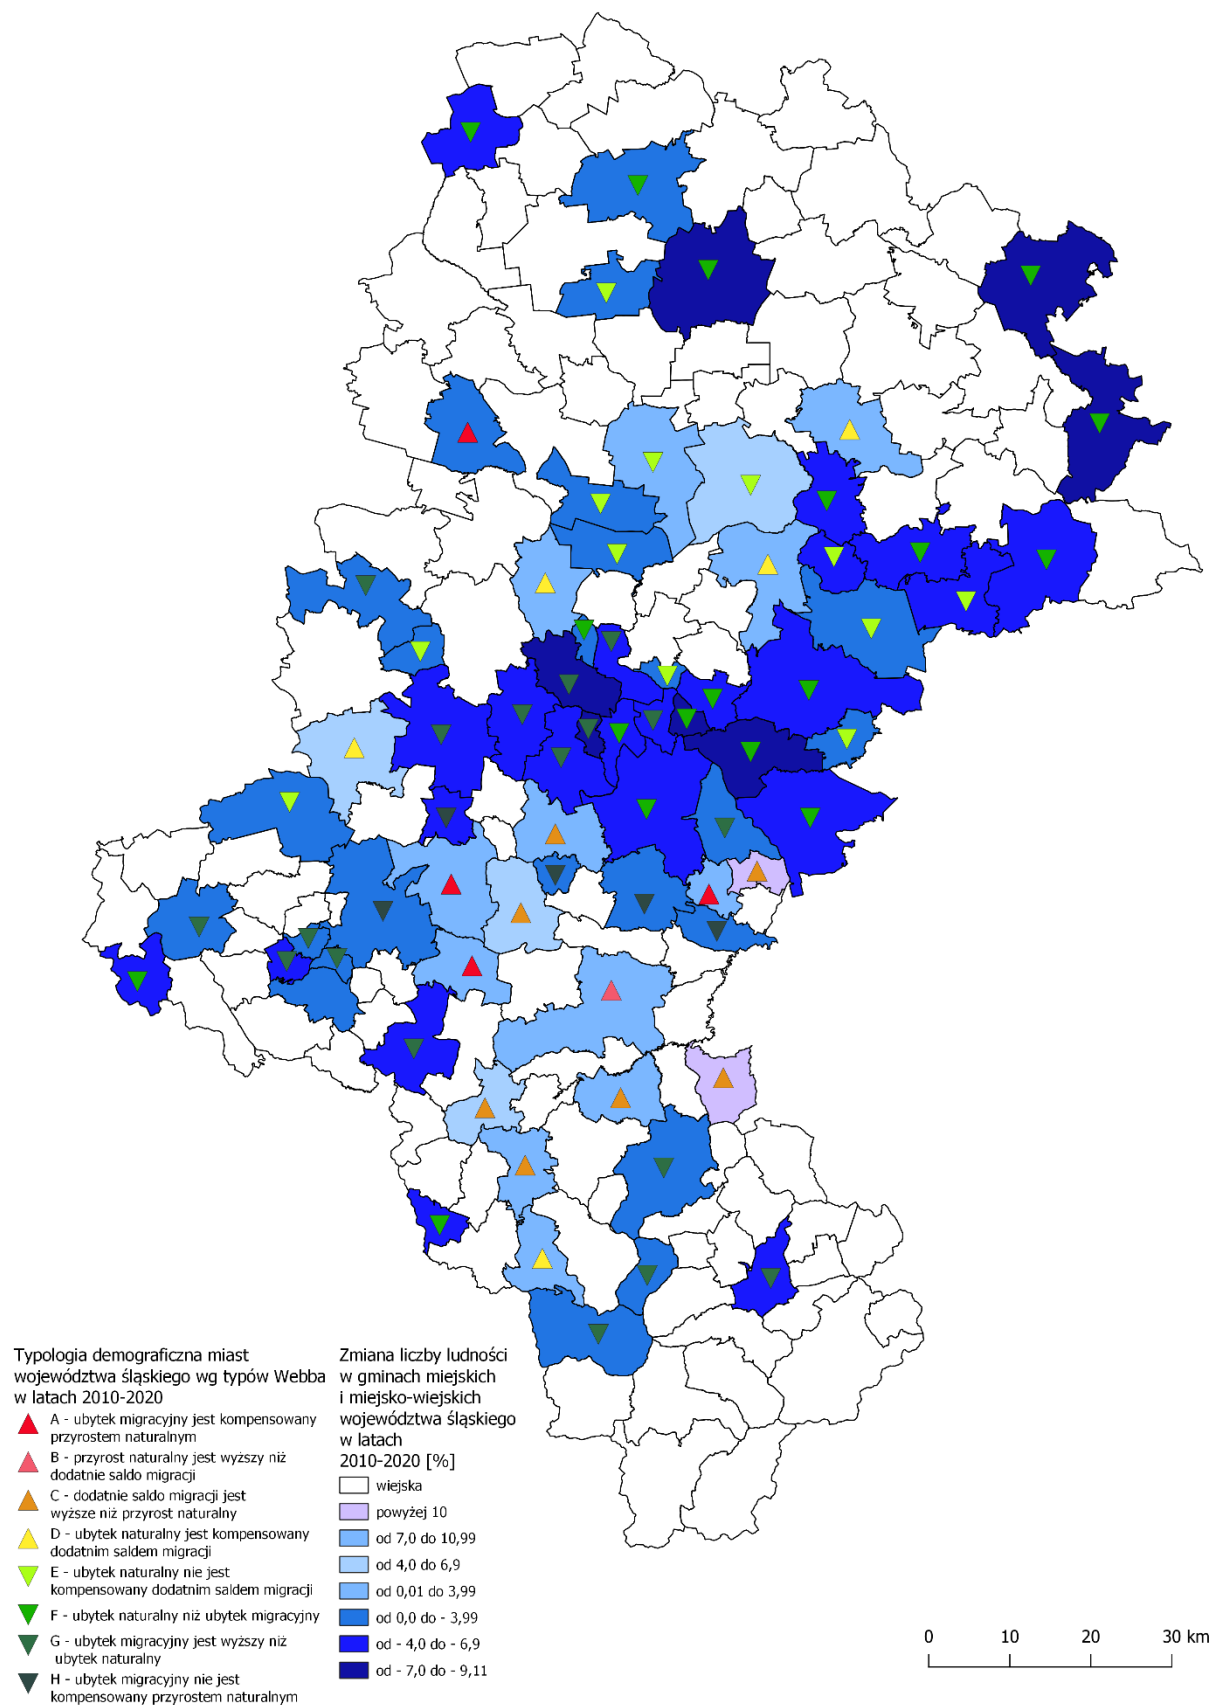 Typologia demograficzna miast
województwa śląskiego wg typów Webba
w latach 2010-2020
A - ubytek migracyjny jest kompensowany
przyrostem naturalnym
B - przyrost naturalny jest wyższy niż
dodatnie saldo migracji
C - dodatnie saldo migracji jest
wyższe niż przyrost naturalny
D - ubytek naturalny jest kompensowany
dodatnim saldem migracji
E - ubytek naturalny nie jest
kompensowany dodatnim saldem migracji
F - ubytek naturalny niż ubytek migracyjny
G - ubytek migracyjny jest wyższy niż
ubytek naturalny
H - ubytek migracyjny nie jest
kompensowany przyrostem naturalnym
Zmiana liczby ludności
w gminach miejskich
i miejsko-wiejskich
województwa śląskiego
w latach
2010-2020 [%]
wiejska
powyżej 10
od 7,0 do 10,99
od 4,0 do 6,9
od 0,01 do 3,99
od 0,0 do - 3,99
od - 4,0 do - 6,9
od - 7,0 do - 9,11
0 10 20 30 km